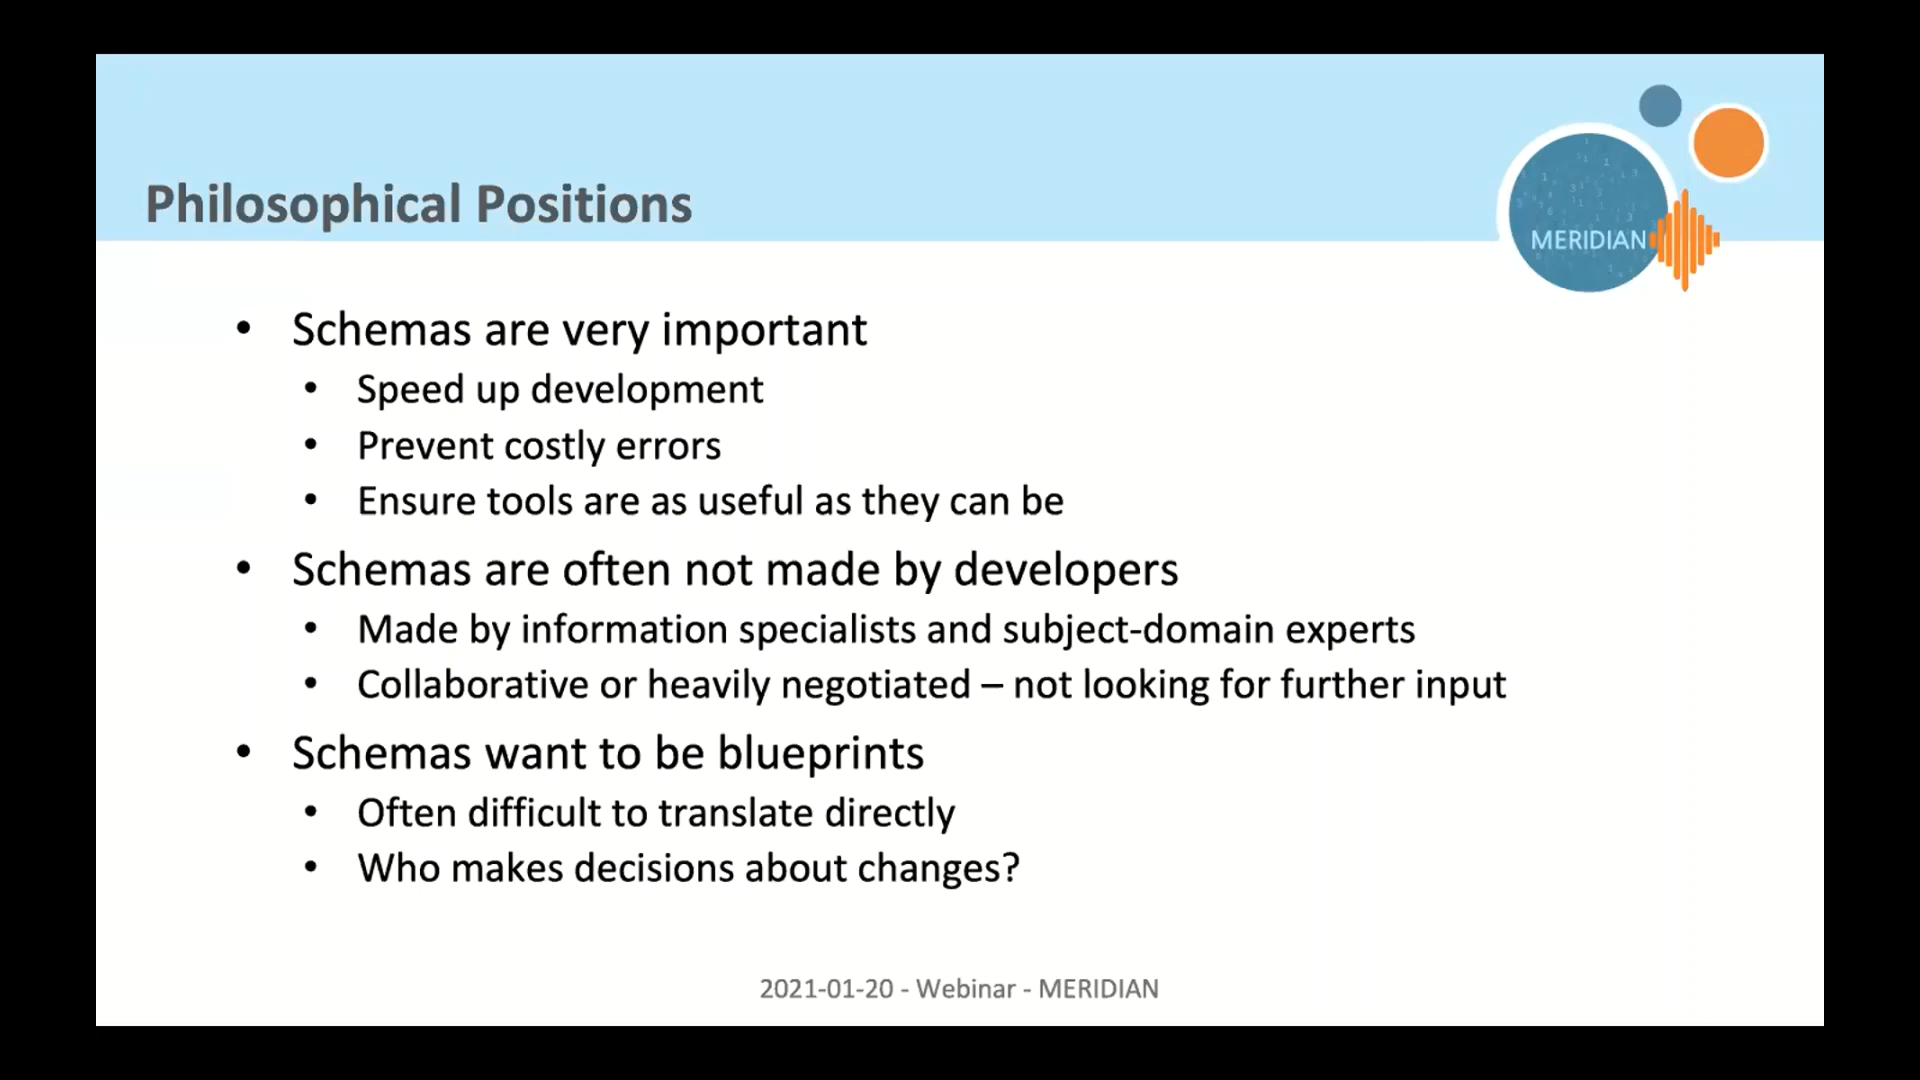 Philosophical Positions
MERIDIAN
• Schemas are very important
• Speed up development
• Prevent costly errors
• Ensure tools are as useful as they can be
• Schemas are often not made by developers
• Made by information specialists and subject-domain experts
• Collaborative or heavily negotiated – not looking for further input
• Schemas want to be blueprints
• Often difficult to translate directly
• Who makes decisions about changes?
2021-01-20 - Webinar - MERIDIAN